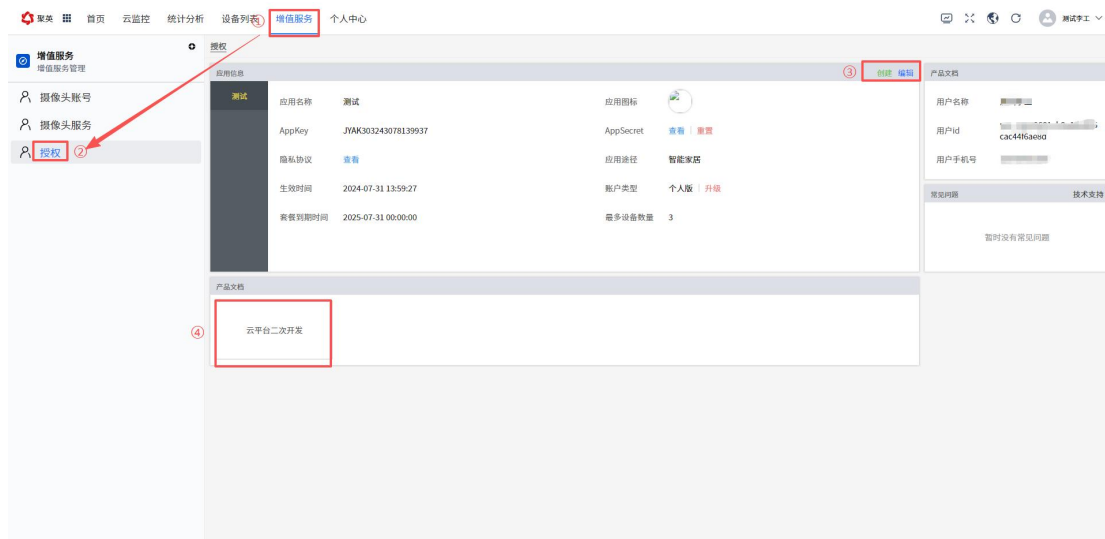 聚英 首页 云监控 统计分析 设备列表 ① 增值服务 个人中心 测试李工
增值服务
增值服务管理
摄像头账号
摄像头服务
授权 ②
授权
应用信息 ③ 创建 编辑
测试
应用名称 测试 应用图标
AppKey JYAK303243078139937 AppSecret 查看 重置
隐私协议 查看 应用途径 智能家居
生效时间 2024-07-31 13:59:27 账户类型 个人版 升级
套餐到期时间 2025-07-31 00:00:00 最多设备数量 3
产品文档
④ 云平台二次开发
产品文档
用户名称
用户id
cac44f6ae8d
用户手机号
常见问题 技术支持
暂时没有常见问题